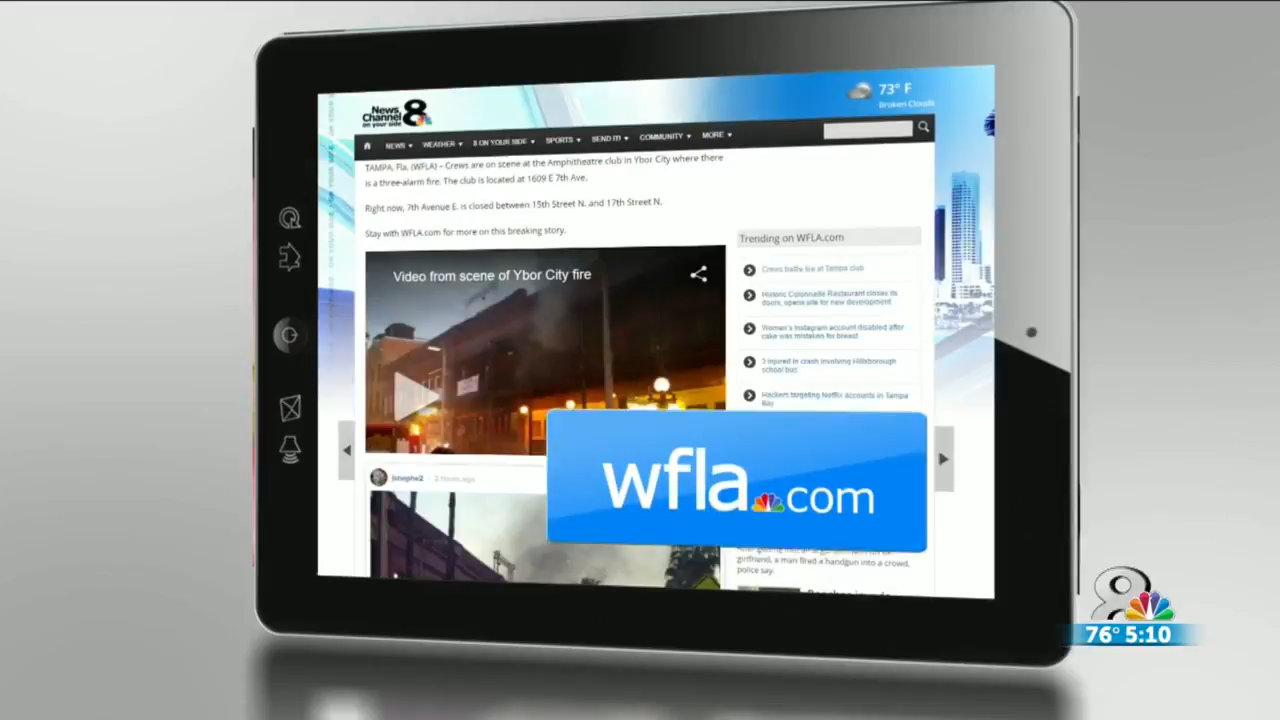 News
Channel 8
on your side
73° F
Broken Clouds
NEWS WEATHER 8 ON YOUR SIDE SPORTS SEND IT! COMMUNITY MORE
TAMPA, Fla. (WFLA) – Crews are on scene at the Amphitheatre club in Ybor City where there
is a three-alarm fire. The club is located at 1609 E 7th Ave.
Right now, 7th Avenue E. is closed between 15th Street N. and 17th Street N.
Stay with WFLA.com for more on this breaking story.
Video from scene of Ybor City fire
jshephe2 · 2 hours ago
Trending on WFLA.com
Crews battle fire at Tampa club
Historic Colonnade Restaurant closes its
doors, opens site for new development
Women's Instagram account disabled after
cake was mistaken for breast
3 injured in crash involving Hillsborough
school bus
Hackers targeting Netflix accounts in Tampa
Bay
wfla.com
girlfriend, a man fired a handgun into a crowd,
police say.
8
76° 5:10